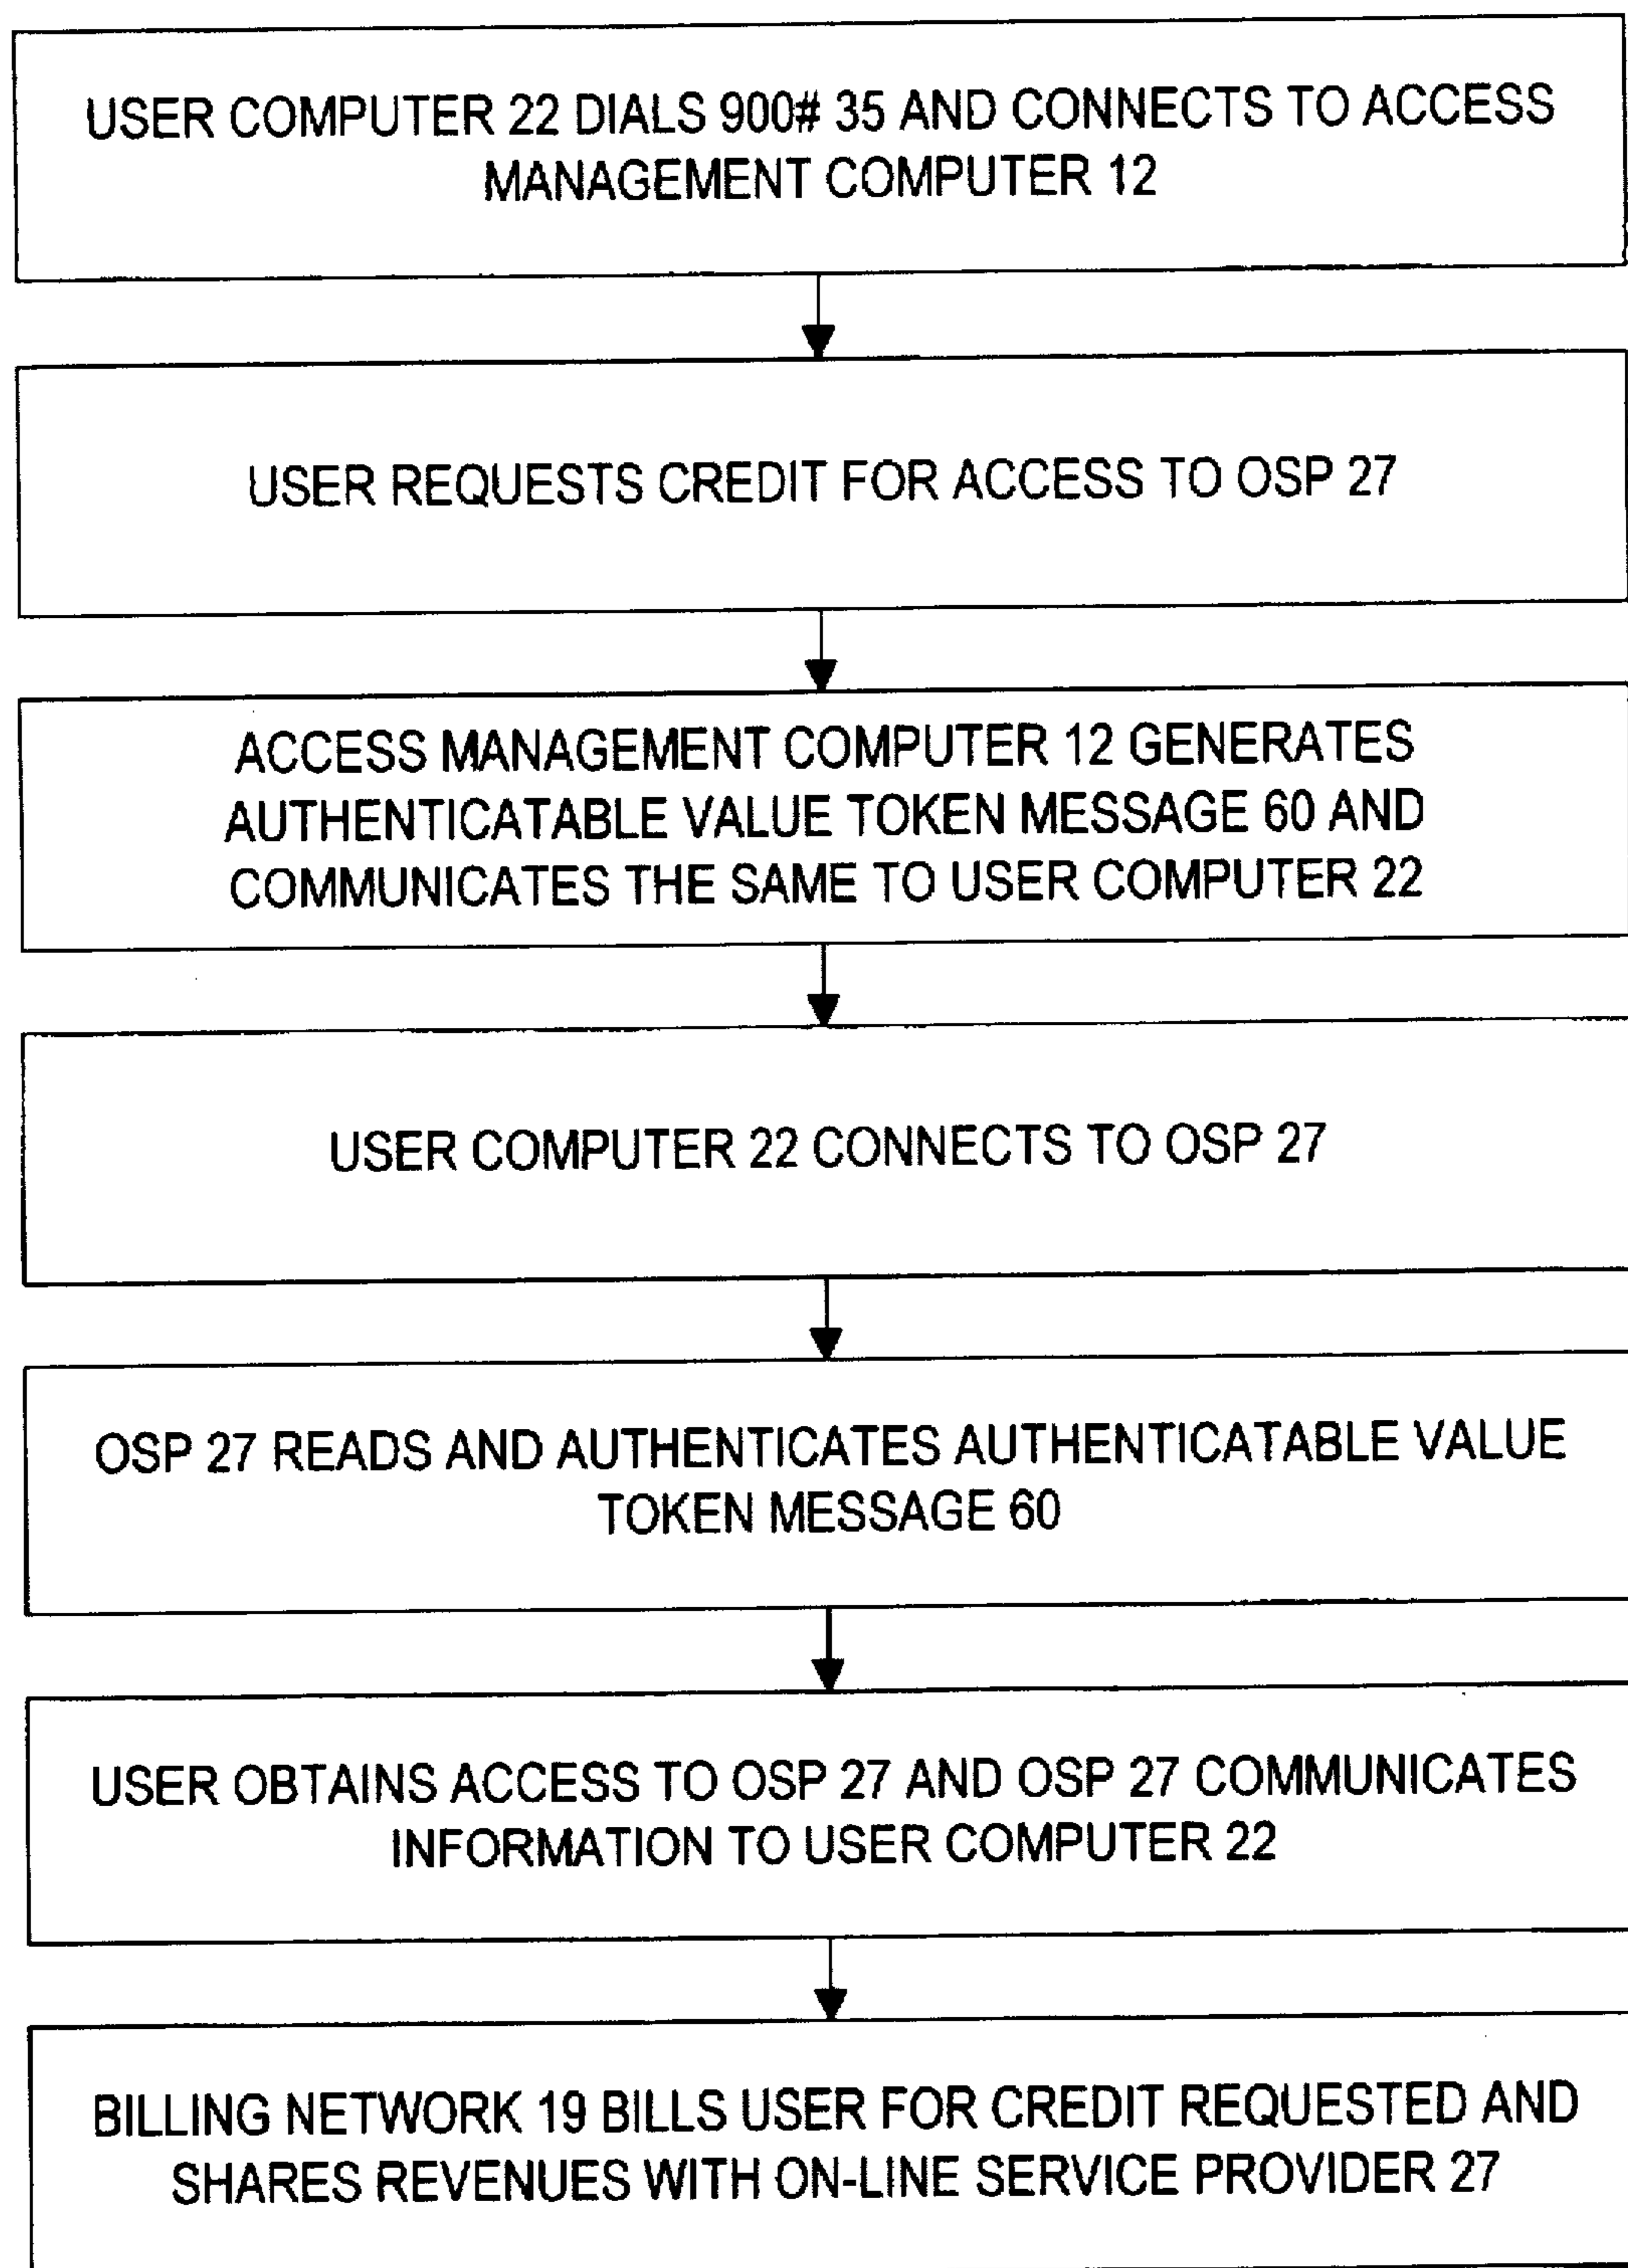 USER COMPUTER 22 DIALS 900# 35 AND CONNECTS TO ACCESS
MANAGEMENT COMPUTER 12
USER REQUESTS CREDIT FOR ACCESS TO OSP 27
ACCESS MANAGEMENT COMPUTER 12 GENERATES
AUTHENTICATABLE VALUE TOKEN MESSAGE 60 AND
COMMUNICATES THE SAME TO USER COMPUTER 22
USER COMPUTER 22 CONNECTS TO OSP 27
OSP 27 READS AND AUTHENTICATES AUTHENTICATABLE VALUE
TOKEN MESSAGE 60
USER OBTAINS ACCESS TO OSP 27 AND OSP 27 COMMUNICATES
INFORMATION TO USER COMPUTER 22
BILLING NETWORK 19 BILLS USER FOR CREDIT REQUESTED AND
SHARES REVENUES WITH ON-LINE SERVICE PROVIDER 27